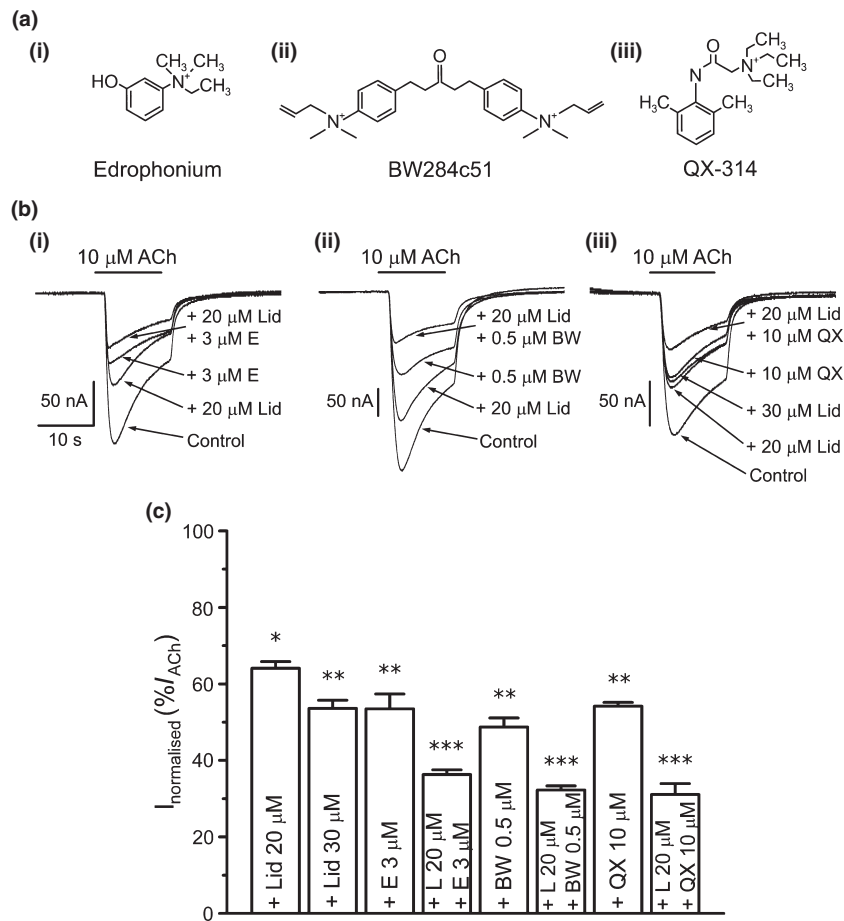 (a)
(i)
(ii)
(iii)
HO
CH₃
N⁺
CH₃
CH₃
Edrophonium
O
N⁺
N⁺
BW284c51
O
N
N⁺
CH₃
CH₃
CH₃
H₃C
CH₃
QX-314
(b)
(i)
10 μM ACh
+ 20 μM Lid
+ 3 μM E
+ 3 μM E
+ 20 μM Lid
Control
50 nA
10 s
(ii)
10 μM ACh
+ 20 μM Lid
+ 0.5 μM BW
+ 0.5 μM BW
+ 20 μM Lid
Control
50 nA
(iii)
10 μM ACh
+ 20 μM Lid
+ 10 μM QX
+ 10 μM QX
+ 30 μM Lid
+ 20 μM Lid
Control
50 nA
(c)
Inormalised (%IACh)
100
80
60
40
20
0
*
**
**
***
**
***
**
***
+ Lid 20 μM
+ Lid 30 μM
+ E 3 μM
+ L 20 μM
+ E 3 μM
+ BW 0.5 μM
+ L 20 μM
+ BW 0.5 μM
+ QX 10 μM
+ L 20 μM
+ QX 10 μM